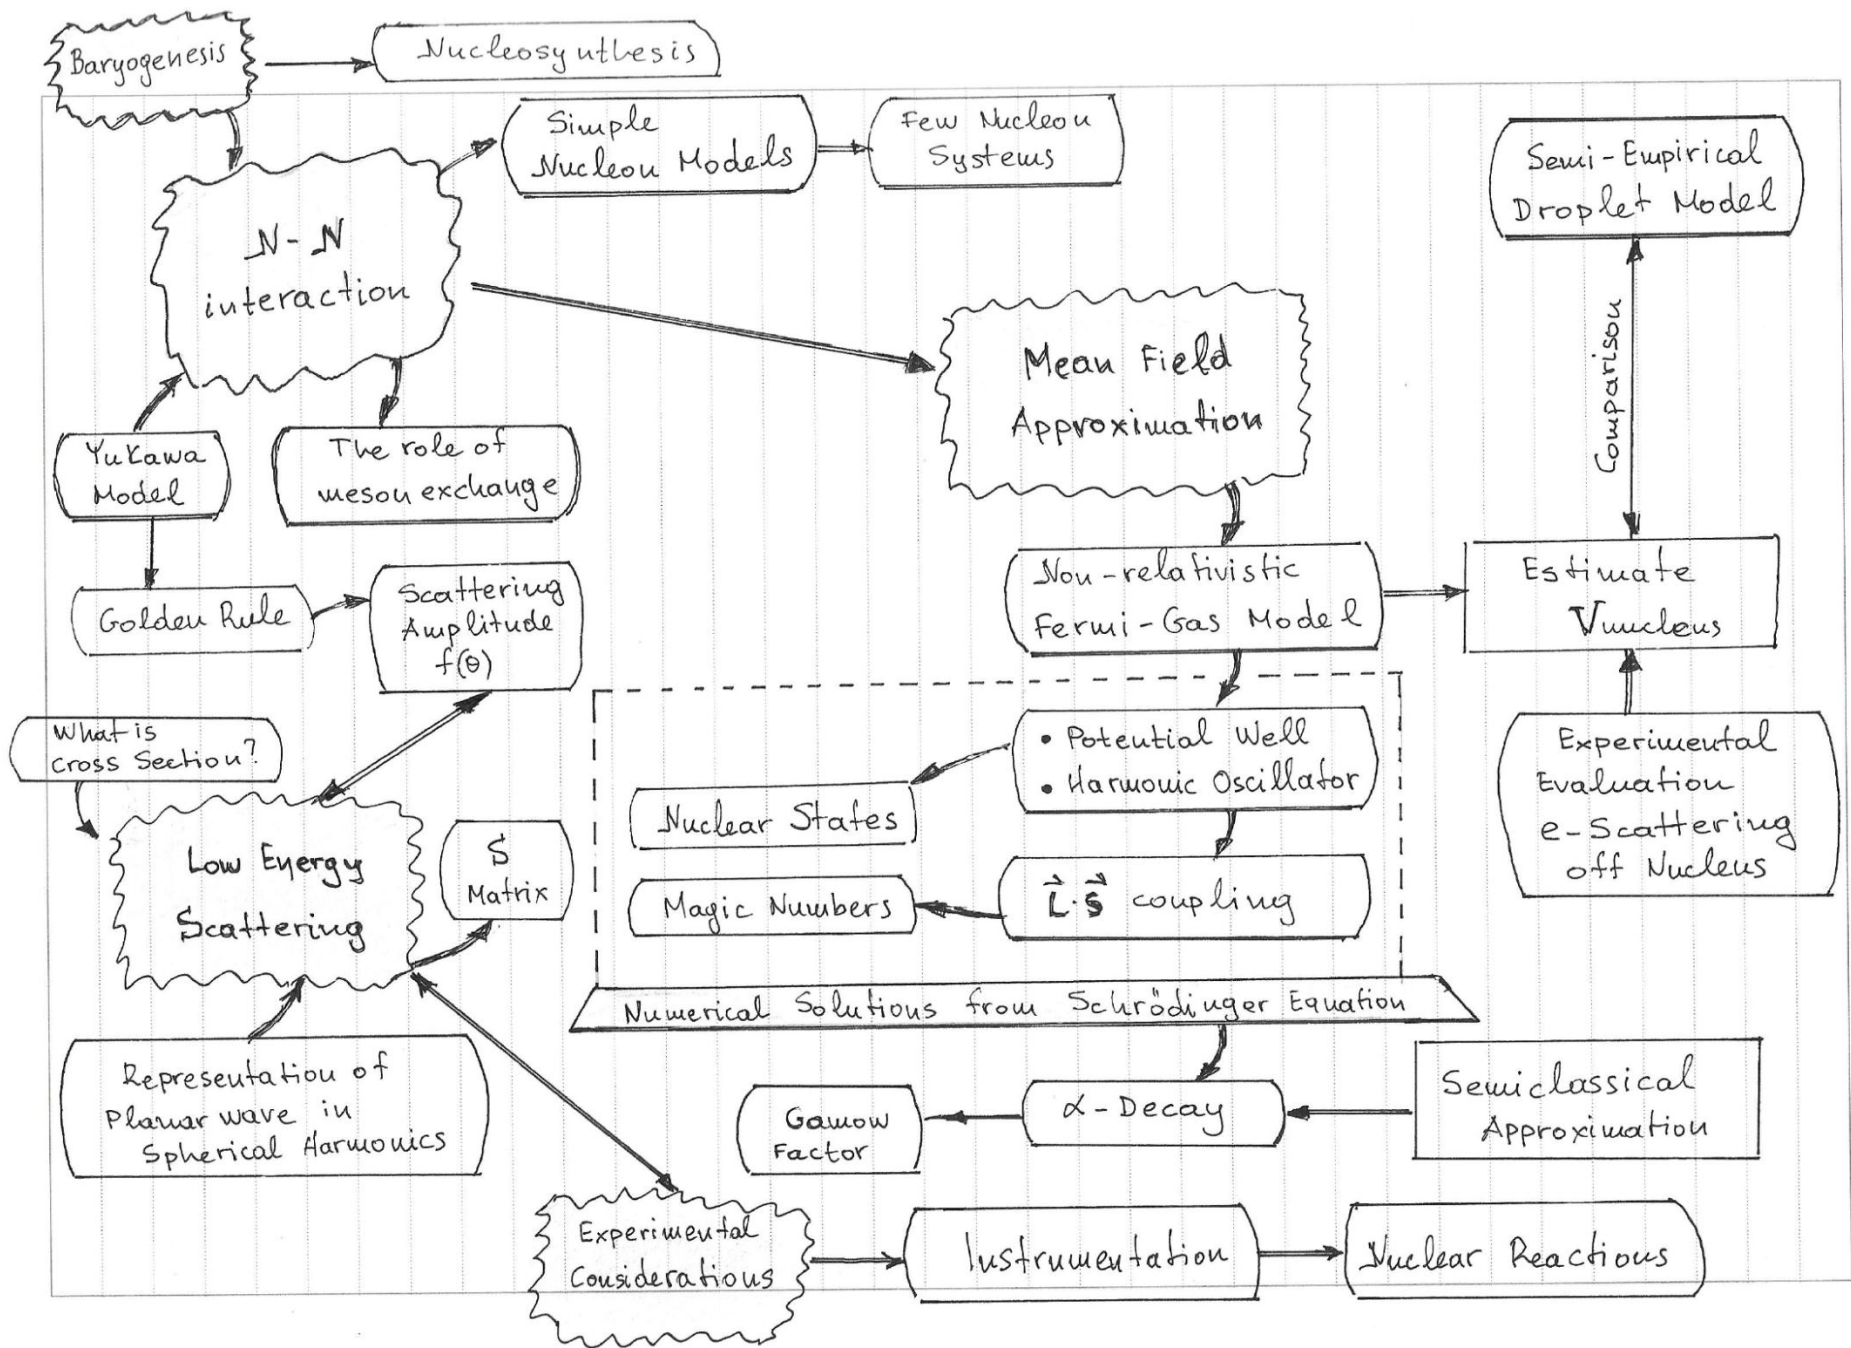 Baryogenesis
Nucleosynthesis
Simple
Nucleon Models
Few Nucleon
Systems
Semi-Empirical
Droplet Model
N-N
interaction
Mean Field
Approximation
Comparison
Yukawa
Model
The role of
meson exchange
Golden Rule
Scattering
Amplitude
f(θ)
Non-relativistic
Fermi-Gas Model
Estimate
Vnucleus
What is
Cross Section?
• Potential Well
• Harmonic Oscillator
Nuclear States
Experimental
Evaluation
e-Scattering
off Nucleus
Low Energy
Scattering
S
Matrix
Magic Numbers
L⃗·S⃗ coupling
Numerical Solutions from Schrödinger Equation
Representation of
Planar wave in
Spherical Harmonics
Gamow
Factor
α-Decay
Semiclassical
Approximation
Experimental
Considerations
Instrumentation
Nuclear Reactions